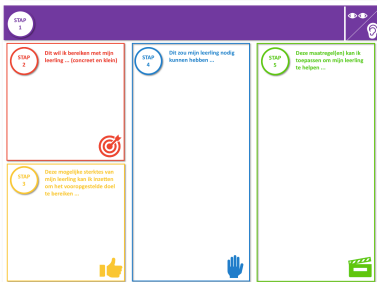 STAP
1
STAP
2
Dit wil ik bereiken met mijn
leerling ... (concreet en klein)
STAP
3
Deze mogelijke sterktes van
mijn leerling kan ik inzetten
om het vooropgestelde doel
te bereiken ...
STAP
4
Dit zou mijn leerling nodig
kunnen hebben ...
STAP
5
Deze maatregel(en) kan ik
toepassen om mijn leerling
te helpen ...